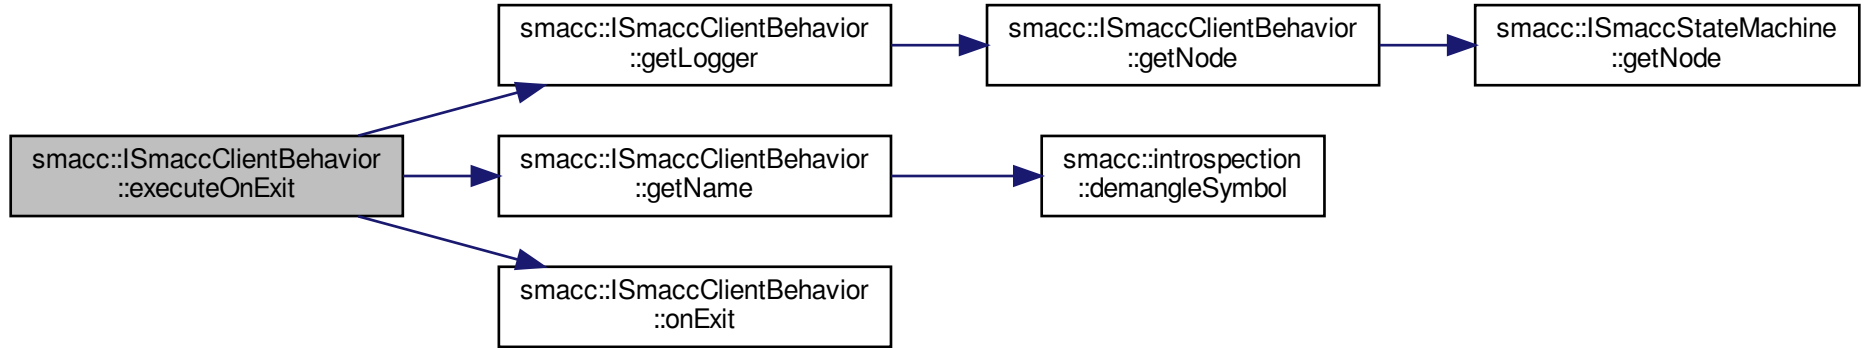 smacc::ISmaccClientBehavior
::getLogger
smacc::ISmaccClientBehavior
::getNode
smacc::ISmaccStateMachine
::getNode
smacc::ISmaccClientBehavior
::executeOnExit
smacc::ISmaccClientBehavior
::getName
smacc::introspection
::demangleSymbol
smacc::ISmaccClientBehavior
::onExit